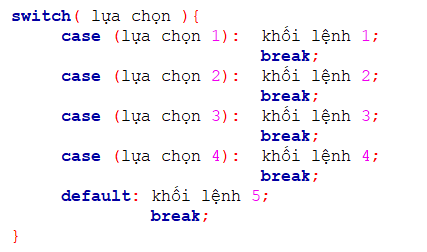 switch( lựa chọn ){
case (lựa chọn 1): khối lệnh 1;
break;
case (lựa chọn 2): khối lệnh 2;
break;
case (lựa chọn 3): khối lệnh 3;
break;
case (lựa chọn 4): khối lệnh 4;
break;
default: khối lệnh 5;
break;
}